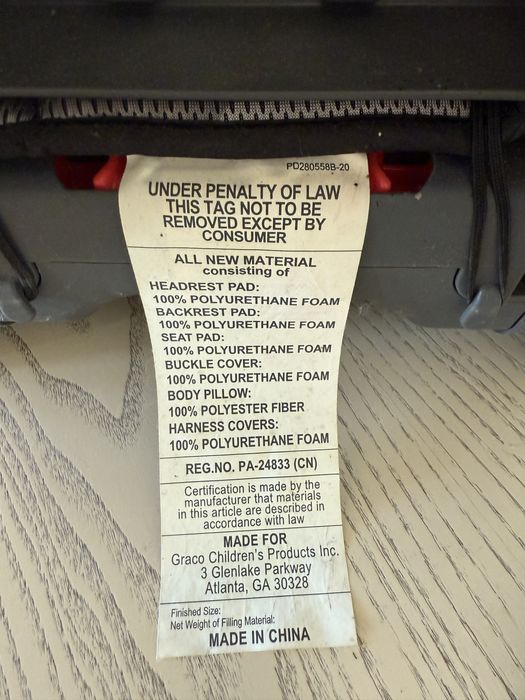 PD280558B-20
UNDER PENALTY OF LAW
THIS TAG NOT TO BE
REMOVED EXCEPT BY
CONSUMER
ALL NEW MATERIAL
consisting of
HEADREST PAD:
100% POLYURETHANE FOAM
BACKREST PAD:
100% POLYURETHANE FOAM
SEAT PAD:
100% POLYURETHANE FOAM
BUCKLE COVER:
100% POLYURETHANE FOAM
BODY PILLOW:
100% POLYESTER FIBER
HARNESS COVERS:
100% POLYURETHANE FOAM
REG.NO. PA-24833 (CN)
Certification is made by the
manufacturer that materials
in this article are described in
accordance with law
MADE FOR
Graco Children's Products Inc.
3 Glenlake Parkway
Atlanta, GA 30328
Finished Size:
Net Weight of Filling Material:
MADE IN CHINA